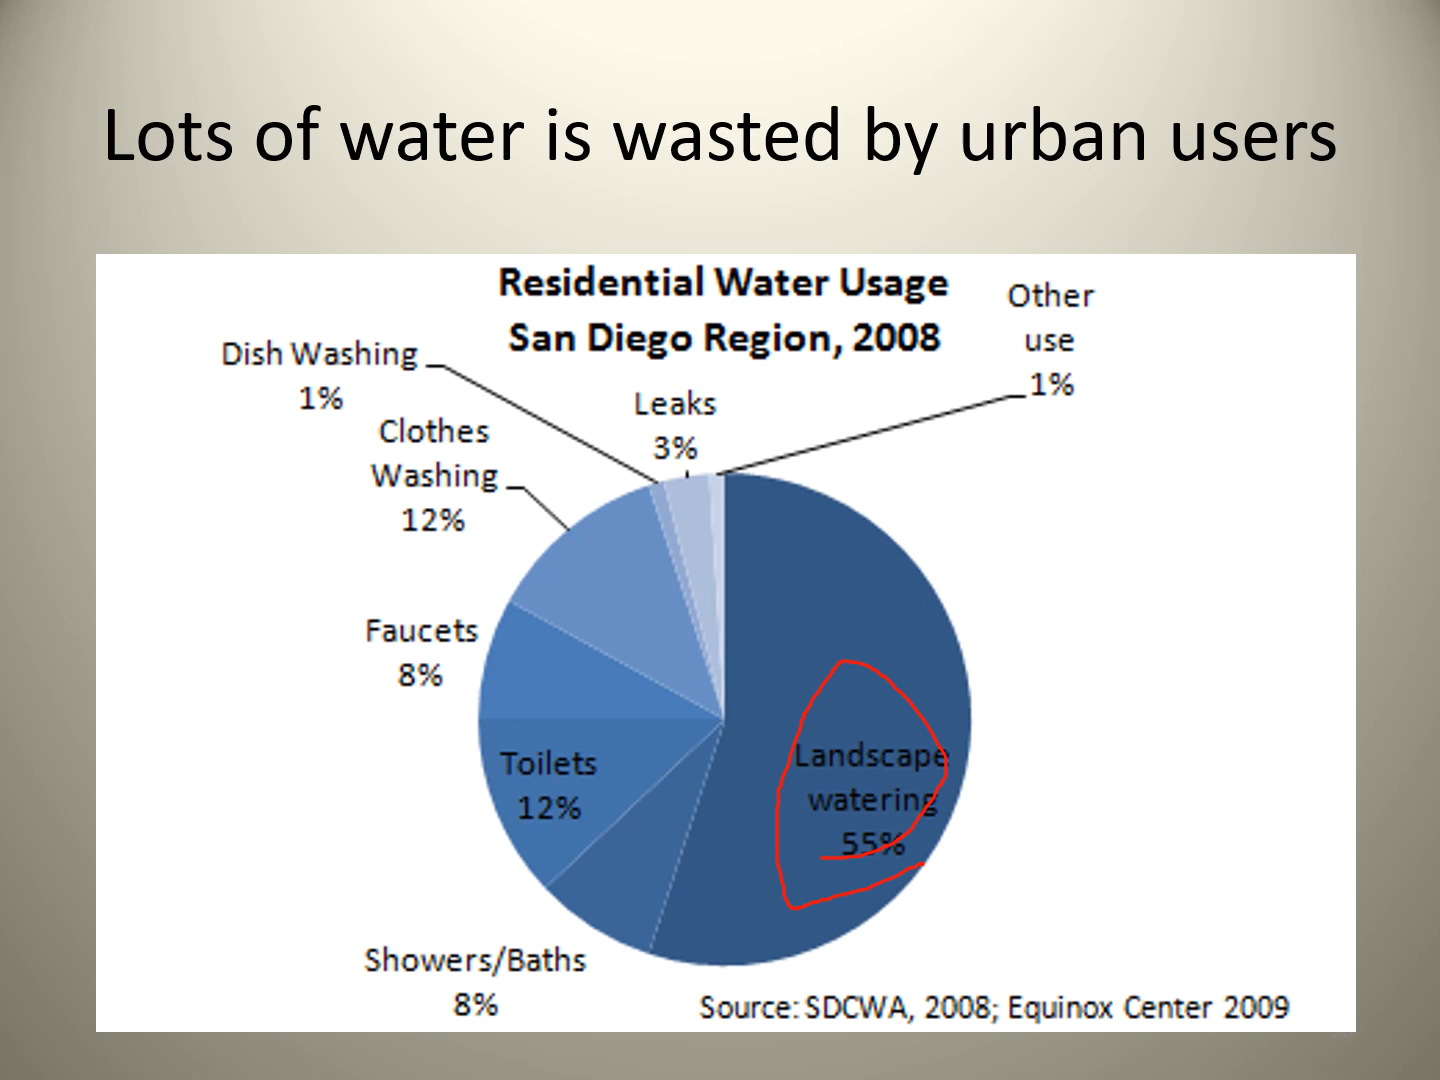 Lots of water is wasted by urban users
Residential Water Usage
San Diego Region, 2008
Other
use
1%
Dish Washing
1%
Leaks
3%
Clothes
Washing
12%
Faucets
8%
Toilets
12%
Landscape
watering
55%
Showers/Baths
8%
Source: SDCWA, 2008; Equinox Center 2009